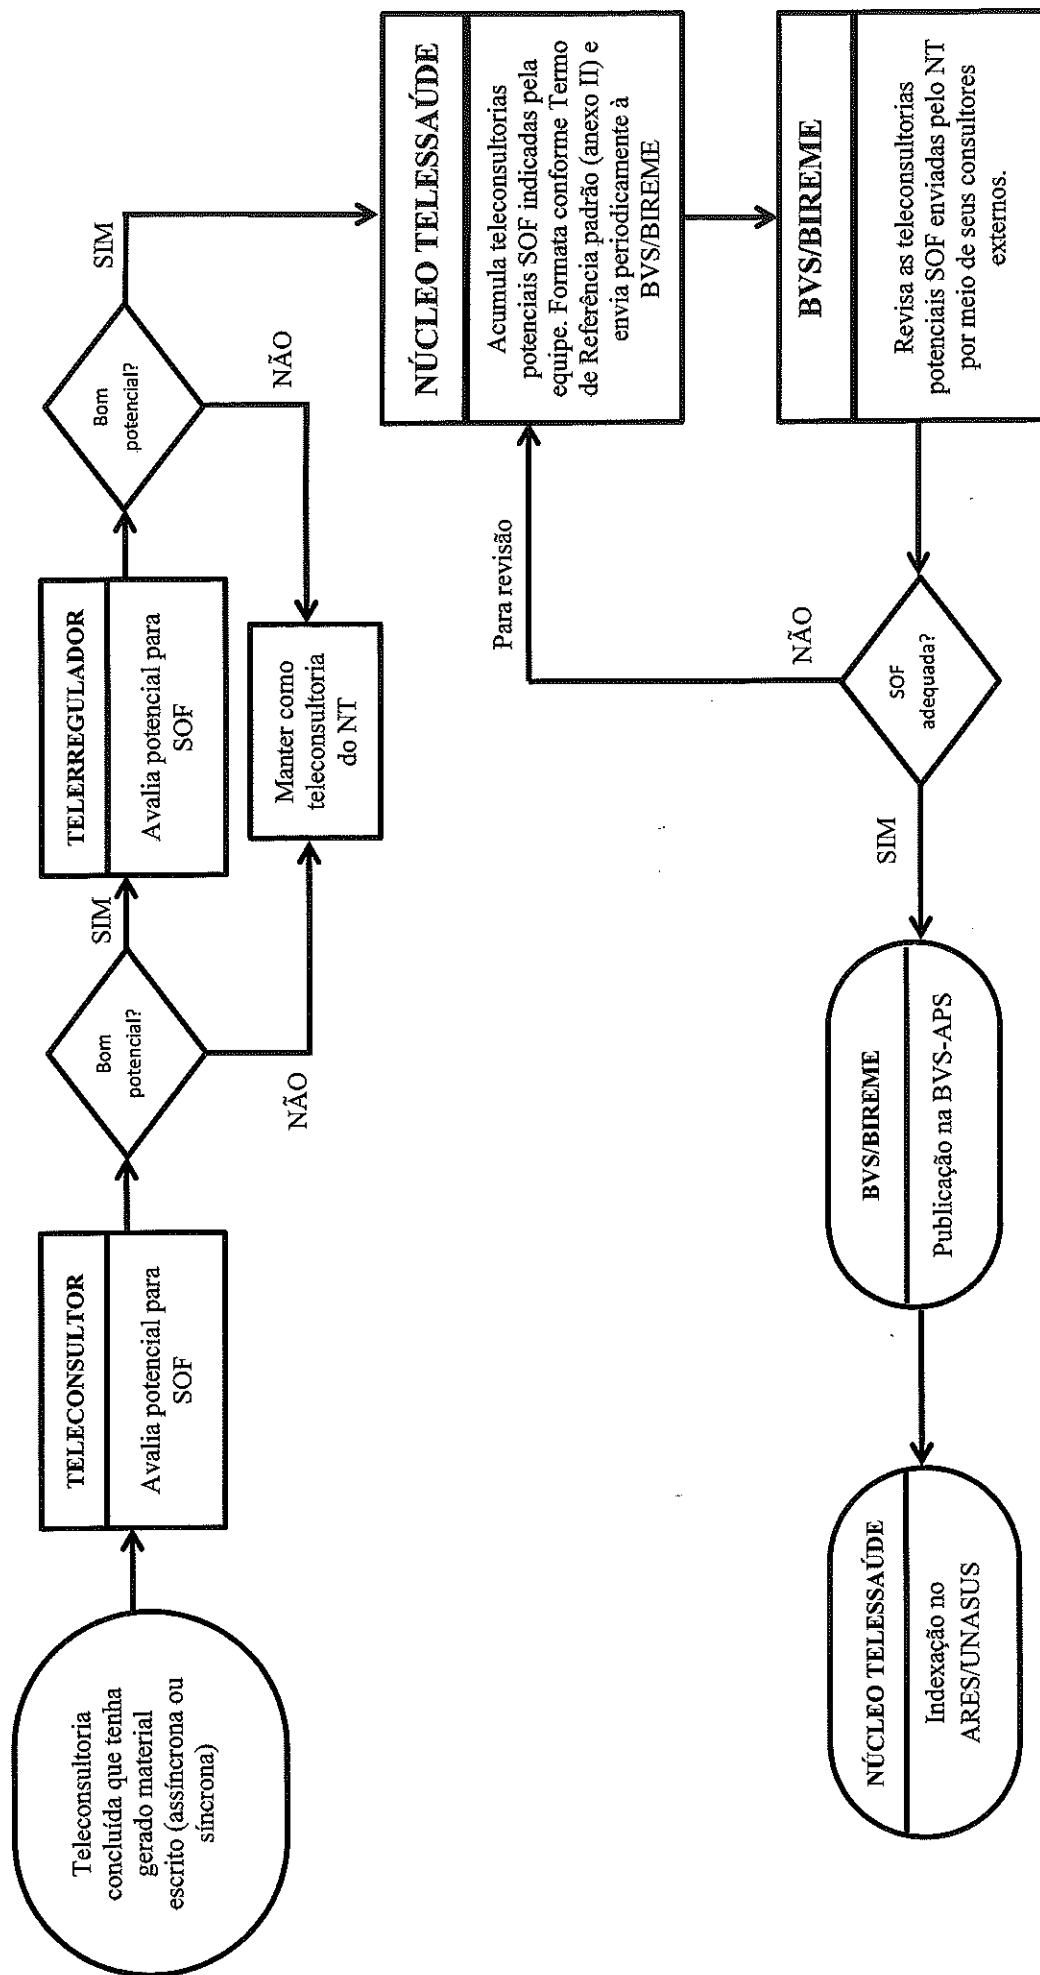 Teleconsultoria
concluída que tenha
gerado material
escrito (assíncrona ou
síncrona)
TELECONSULTOR
Avalia potencial para
SOF
Bom
potencial?
SIM
NÃO
TELERREGULADOR
Avalia potencial para
SOF
Manter como
teleconsultoria
do NT
Bom
potencial?
SIM
NÃO
NÚCLEO TELESSAÚDE
Acumula teleconsultorias
potenciais SOF indicadas pela
equipe. Formata conforme Termo
de Referência padrão (anexo II) e
envia periodicamente à
BVS/BIREME
BVS/BIREME
Revisa as teleconsultorias
potenciais SOF enviadas pelo NT
por meio de seus consultores
externos.
SOF
adequada?
NÃO
Para revisão
SIM
BVS/BIREME
Publicação na BVS-APS
NÚCLEO TELESSAÚDE
Indexação no
ARES/UNASUS